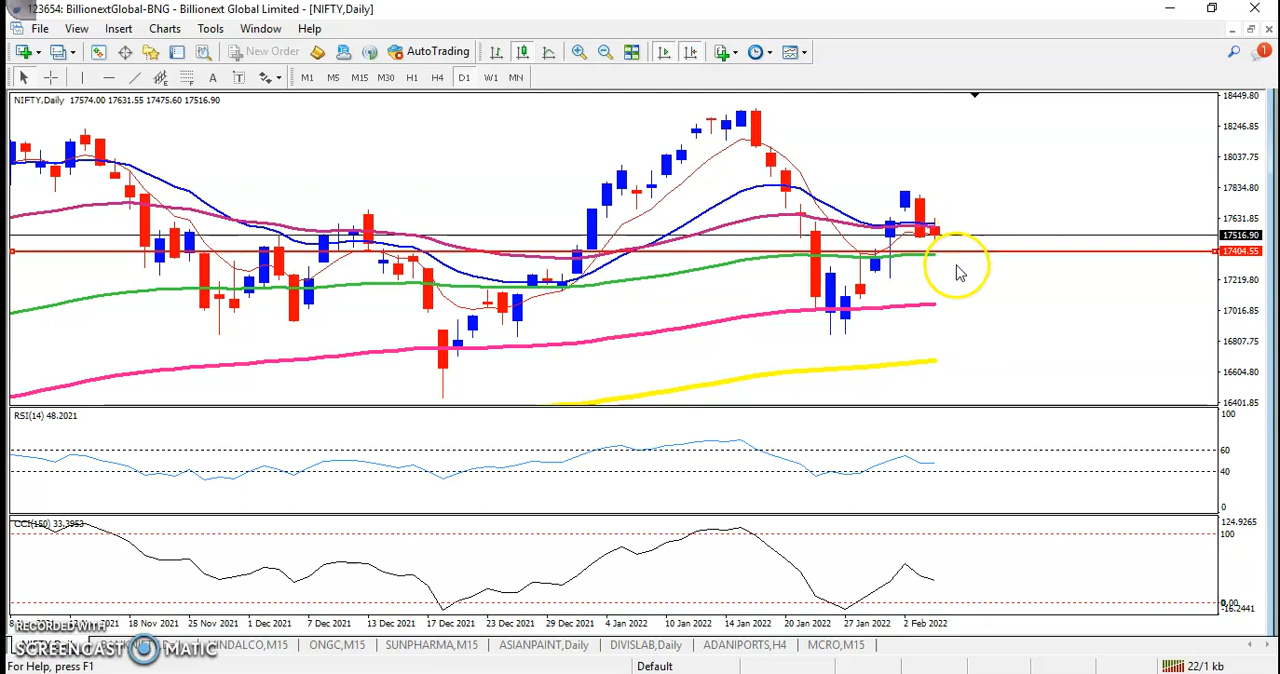 123654: BillionextGlobal-BNG - Billionext Global Limited - [NIFTY,Daily]
File View Insert Charts Tools Window Help
New Order AutoTrading
M1 M5 M15 M30 H1 H4 D1 W1 MN
NIFTY,Daily 17574.00 17631.55 17475.60 17516.90
18449.80
18246.85
18037.75
17834.80
17631.85
17516.90
17404.55
17219.80
17016.85
16807.75
16604.80
16401.85
RSI(14) 48.2021
100
60
40
0
CCI(150) 33.3953
124.9265
100
0.00
-16.2441
18 Nov 2021 25 Nov 2021 1 Dec 2021 7 Dec 2021 13 Dec 2021 17 Dec 2021 23 Dec 2021 29 Dec 2021 4 Jan 2022 10 Jan 2022 14 Jan 2022 20 Jan 2022 27 Jan 2022 2 Feb 2022
RECORDED WITH
SCREENCAST MATIC
HINDALCO,M15 ONGC,M15 SUNPHARMA,M15 ASIANPAINT,Daily DIVISLAB,Daily ADANIPORTS,H4 MCRO,M15
For Help, press F1 Default 22/1 kb